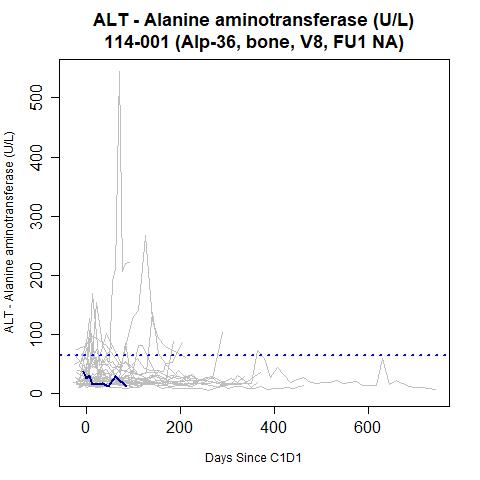 ALT - Alanine aminotransferase (U/L)
114-001 (Alp-36, bone, V8, FU1 NA)
ALT - Alanine aminotransferase (U/L)
500
400
300
200
100
0
0 200 400 600
Days Since C1D1